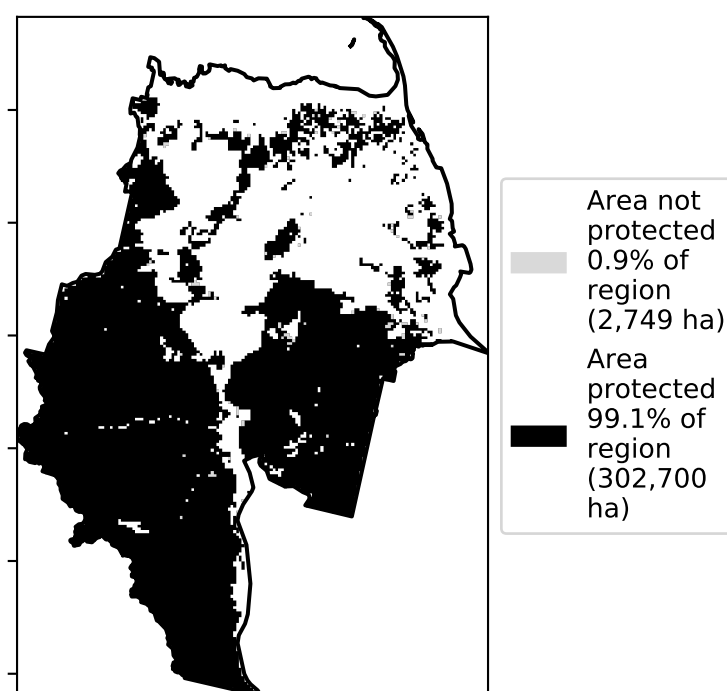 Area not
protected
0.9% of
region
(2,749 ha)
Area
protected
99.1% of
region
(302,700
ha)